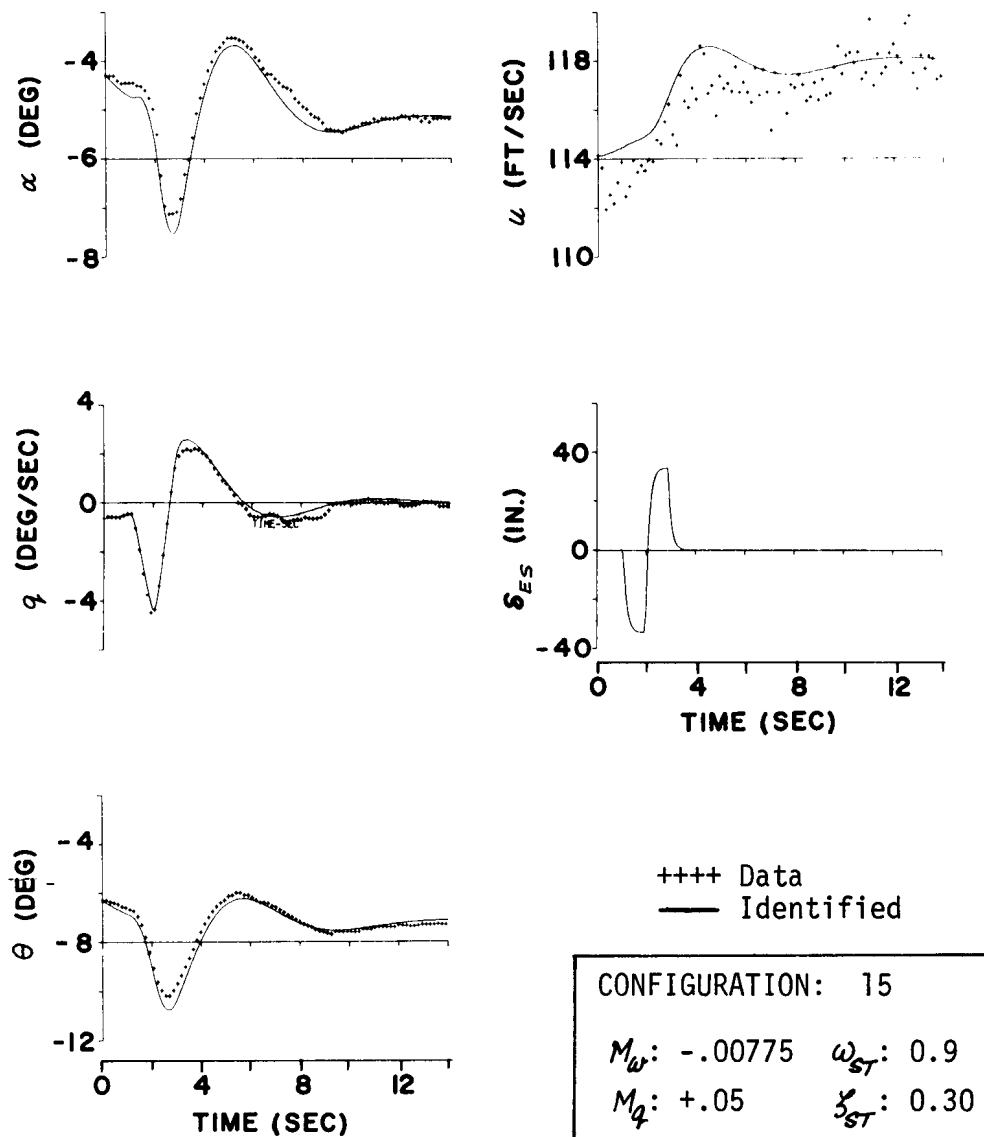 -4
-6
-8
α (DEG)
118
114
110
u (FT/SEC)
4
0
-4
q (DEG/SEC)
TIME-SEC
40
0
-40
δES (IN.)
0 4 8 12
TIME (SEC)
-4
-8
-12
θ (DEG)
0 4 8 12
TIME (SEC)
++++ Data
— Identified
CONFIGURATION: 15
Mw: -.00775 ωST: 0.9
Mq: +.05 ζST: 0.30